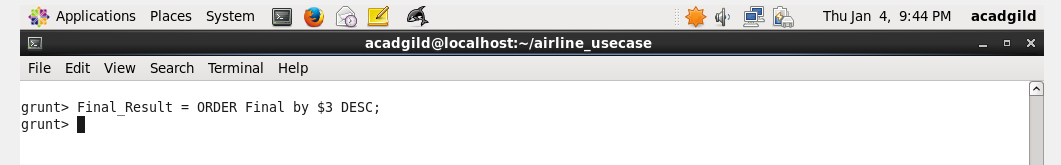 Applications Places System Thu Jan 4, 9:44 PM acadgild
acadgild@localhost:~/airline_usecase
File Edit View Search Terminal Help
grunt> Final_Result = ORDER Final by $3 DESC;
grunt>